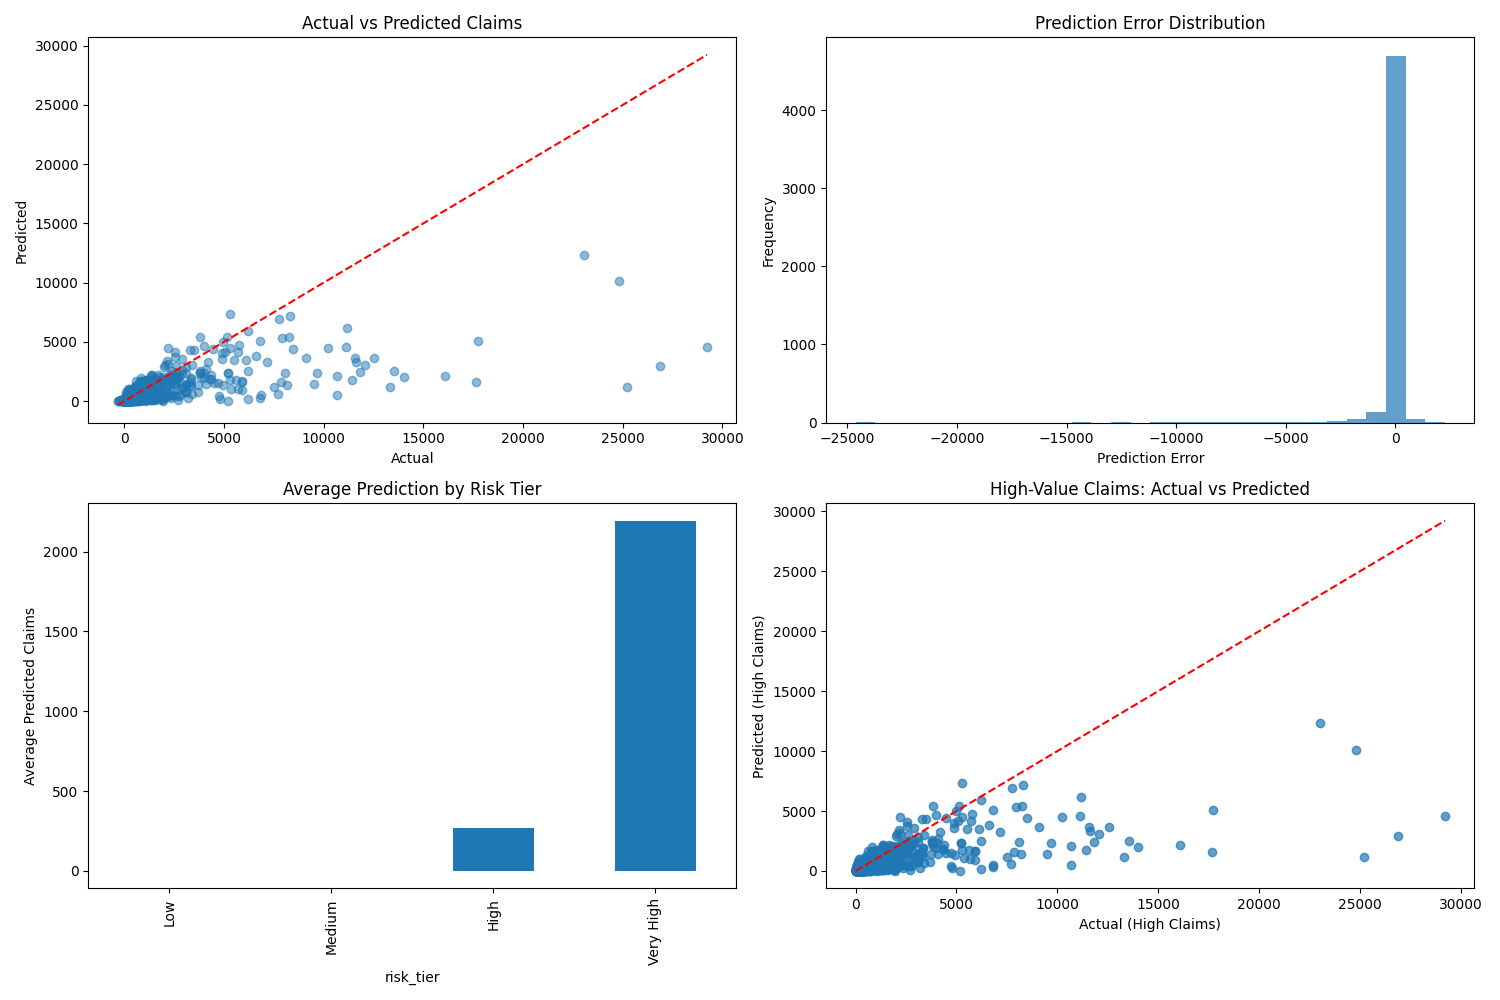 Actual vs Predicted Claims
30000
25000
20000
15000
10000
5000
0
Predicted
0 5000 10000 15000 20000 25000 30000
Actual
Prediction Error Distribution
4000
3000
2000
1000
0
Frequency
−25000 −20000 −15000 −10000 −5000 0
Prediction Error
Average Prediction by Risk Tier
2000
1500
1000
500
0
Average Predicted Claims
Low Medium High Very High
risk_tier
High-Value Claims: Actual vs Predicted
30000
25000
20000
15000
10000
5000
0
Predicted (High Claims)
0 5000 10000 15000 20000 25000 30000
Actual (High Claims)